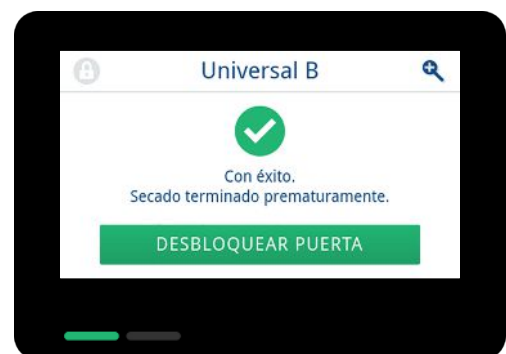 Universal B
Con éxito.
Secado terminado prematuramente.
DESBLOQUEAR PUERTA